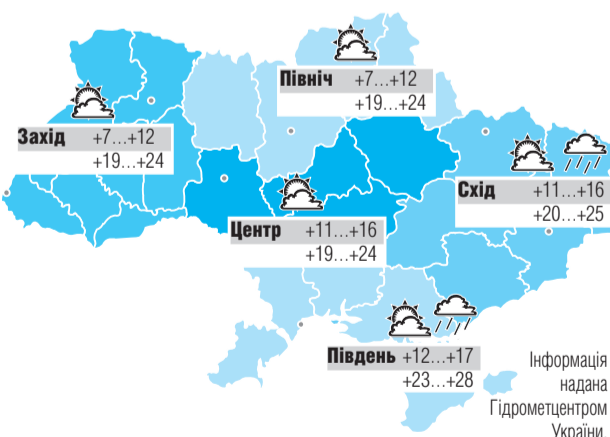 Північ +7...+12
+19...+24
Захід +7...+12
+19...+24
Схід +11...+16
+20...+25
Центр +11...+16
+19...+24
Південь +12...+17
+23...+28
Інформація
надана
Гідрометцентром
України.